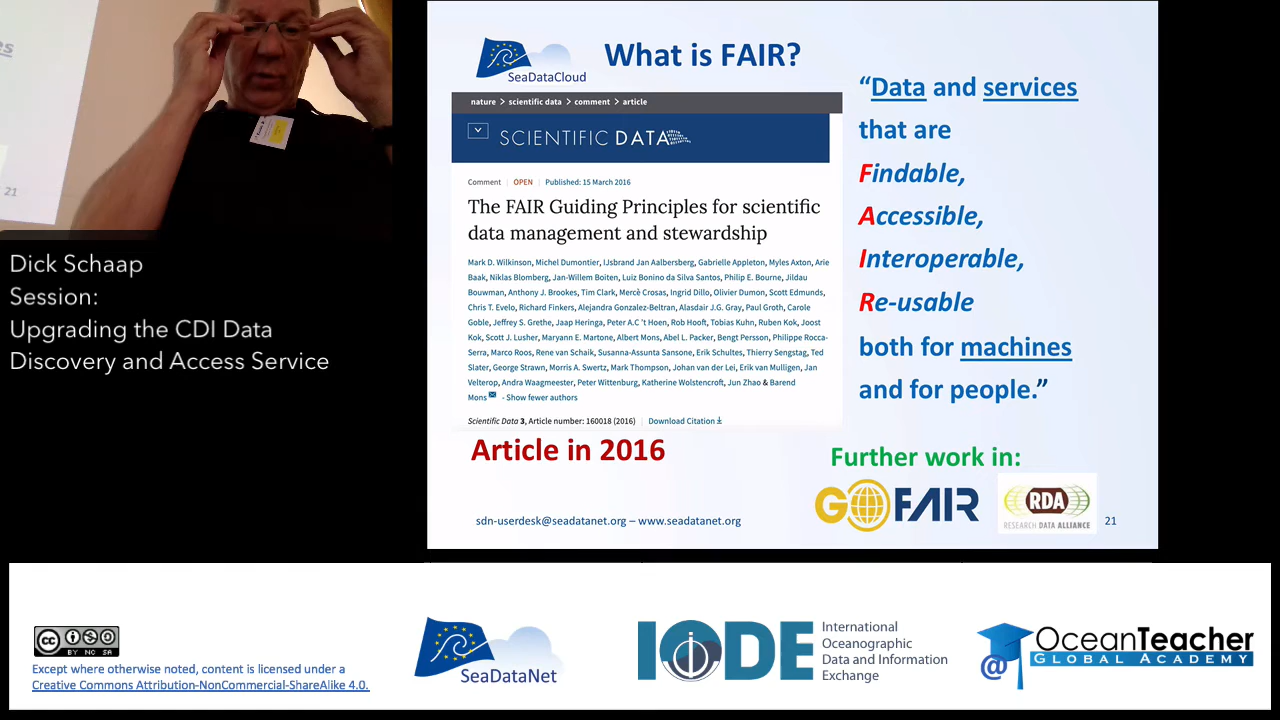 es
21
Dick Schaap
Session:
Upgrading the CDI Data
Discovery and Access Service
SeaDataCloud
What is FAIR?
nature > scientific data > comment > article
SCIENTIFIC DATA
Comment | OPEN | Published: 15 March 2016
The FAIR Guiding Principles for scientific
data management and stewardship
Mark D. Wilkinson, Michel Dumontier, IJsbrand Jan Aalbersberg, Gabrielle Appleton, Myles Axton, Arie
Baak, Niklas Blomberg, Jan-Willem Boiten, Luiz Bonino da Silva Santos, Philip E. Bourne, Jildau
Bouwman, Anthony J. Brookes, Tim Clark, Mercè Crosas, Ingrid Dillo, Olivier Dumon, Scott Edmunds,
Chris T. Evelo, Richard Finkers, Alejandra Gonzalez-Beltran, Alasdair J.G. Gray, Paul Groth, Carole
Goble, Jeffrey S. Grethe, Jaap Heringa, Peter A.C 't Hoen, Rob Hooft, Tobias Kuhn, Ruben Kok, Joost
Kok, Scott J. Lusher, Maryann E. Martone, Albert Mons, Abel L. Packer, Bengt Persson, Philippe Rocca-
Serra, Marco Roos, Rene van Schaik, Susanna-Assunta Sansone, Erik Schultes, Thierry Sengstag, Ted
Slater, George Strawn, Morris A. Swertz, Mark Thompson, Johan van der Lei, Erik van Mulligen, Jan
Velterop, Andra Waagmeester, Peter Wittenburg, Katherine Wolstencroft, Jun Zhao & Barend
Mons - Show fewer authors
Scientific Data 3, Article number: 160018 (2016) | Download Citation
Article in 2016
“Data and services
that are
Findable,
Accessible,
Interoperable,
Re-usable
both for machines
and for people.”
Further work in:
GO FAIR
RDA
RESEARCH DATA ALLIANCE
sdn-userdesk@seadatanet.org – www.seadatanet.org
21
cc
BY NC SA
Except where otherwise noted, content is licensed under a
Creative Commons Attribution-NonCommercial-ShareAlike 4.0.
SeaDataNet
IODE
International
Oceanographic
Data and Information
Exchange
@
OceanTeacher
GLOBAL ACADEMY